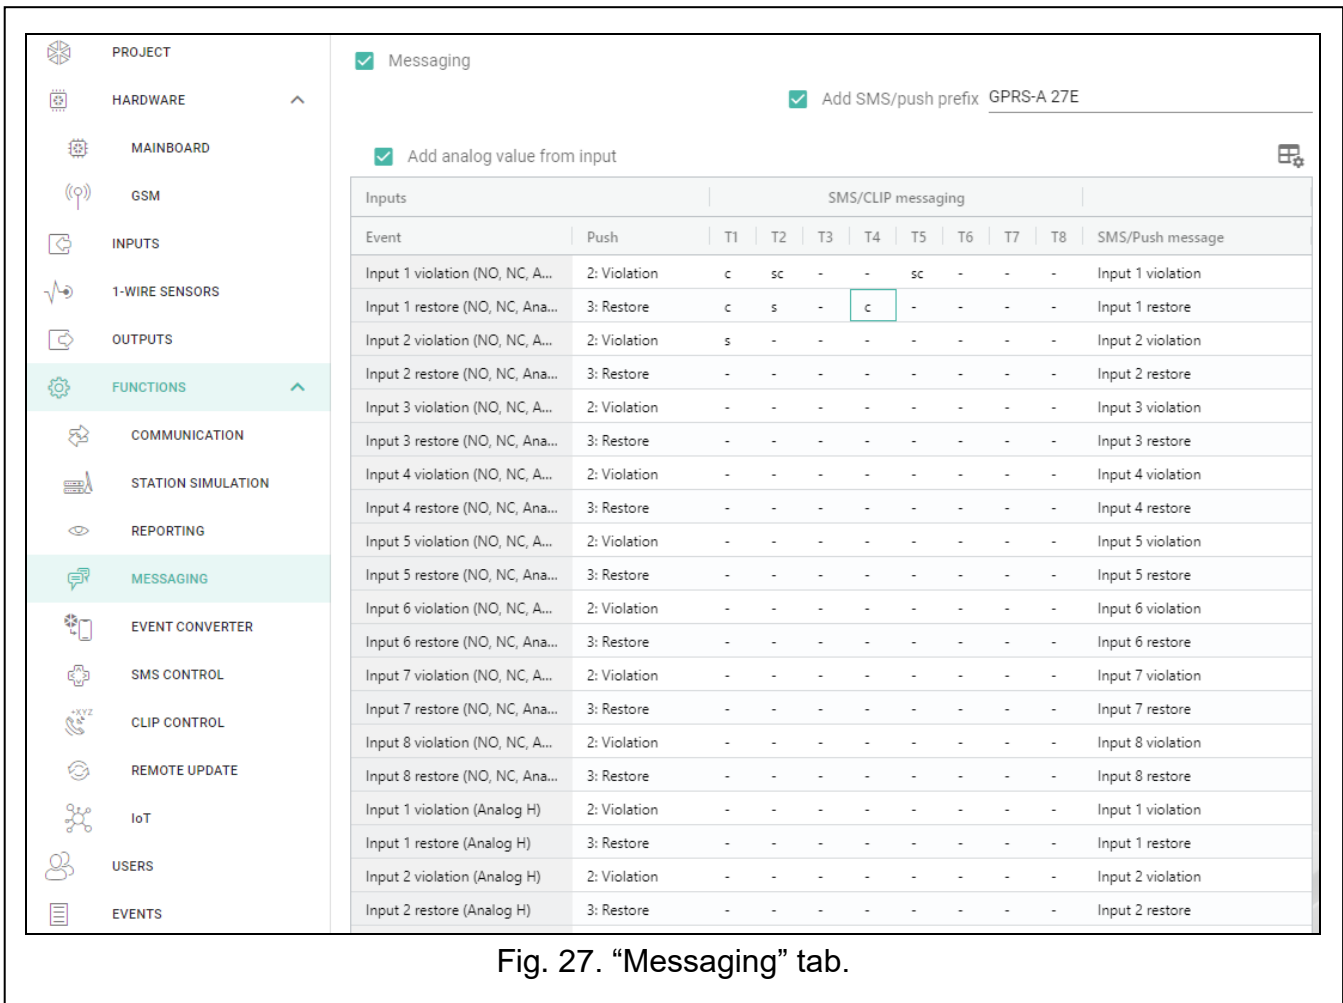 PROJECT
HARDWARE
MAINBOARD
GSM
INPUTS
1-WIRE SENSORS
OUTPUTS
FUNCTIONS
COMMUNICATION
STATION SIMULATION
REPORTING
MESSAGING
EVENT CONVERTER
SMS CONTROL
+XYZ
CLIP CONTROL
REMOTE UPDATE
IoT
USERS
EVENTS
Messaging
Add SMS/push prefix GPRS-A 27E
Add analog value from input
Inputs SMS/CLIP messaging
Event Push T1 T2 T3 T4 T5 T6 T7 T8 SMS/Push message
Input 1 violation (NO, NC, A... 2: Violation c sc - - sc - - - Input 1 violation
Input 1 restore (NO, NC, Ana... 3: Restore c s - c - - - - Input 1 restore
Input 2 violation (NO, NC, A... 2: Violation s - - - - - - - Input 2 violation
Input 2 restore (NO, NC, Ana... 3: Restore - - - - - - - - Input 2 restore
Input 3 violation (NO, NC, A... 2: Violation - - - - - - - - Input 3 violation
Input 3 restore (NO, NC, Ana... 3: Restore - - - - - - - - Input 3 restore
Input 4 violation (NO, NC, A... 2: Violation - - - - - - - - Input 4 violation
Input 4 restore (NO, NC, Ana... 3: Restore - - - - - - - - Input 4 restore
Input 5 violation (NO, NC, A... 2: Violation - - - - - - - - Input 5 violation
Input 5 restore (NO, NC, Ana... 3: Restore - - - - - - - - Input 5 restore
Input 6 violation (NO, NC, A... 2: Violation - - - - - - - - Input 6 violation
Input 6 restore (NO, NC, Ana... 3: Restore - - - - - - - - Input 6 restore
Input 7 violation (NO, NC, A... 2: Violation - - - - - - - - Input 7 violation
Input 7 restore (NO, NC, Ana... 3: Restore - - - - - - - - Input 7 restore
Input 8 violation (NO, NC, A... 2: Violation - - - - - - - - Input 8 violation
Input 8 restore (NO, NC, Ana... 3: Restore - - - - - - - - Input 8 restore
Input 1 violation (Analog H) 2: Violation - - - - - - - - Input 1 violation
Input 1 restore (Analog H) 3: Restore - - - - - - - - Input 1 restore
Input 2 violation (Analog H) 2: Violation - - - - - - - - Input 2 violation
Input 2 restore (Analog H) 3: Restore - - - - - - - - Input 2 restore
Fig. 27. “Messaging” tab.